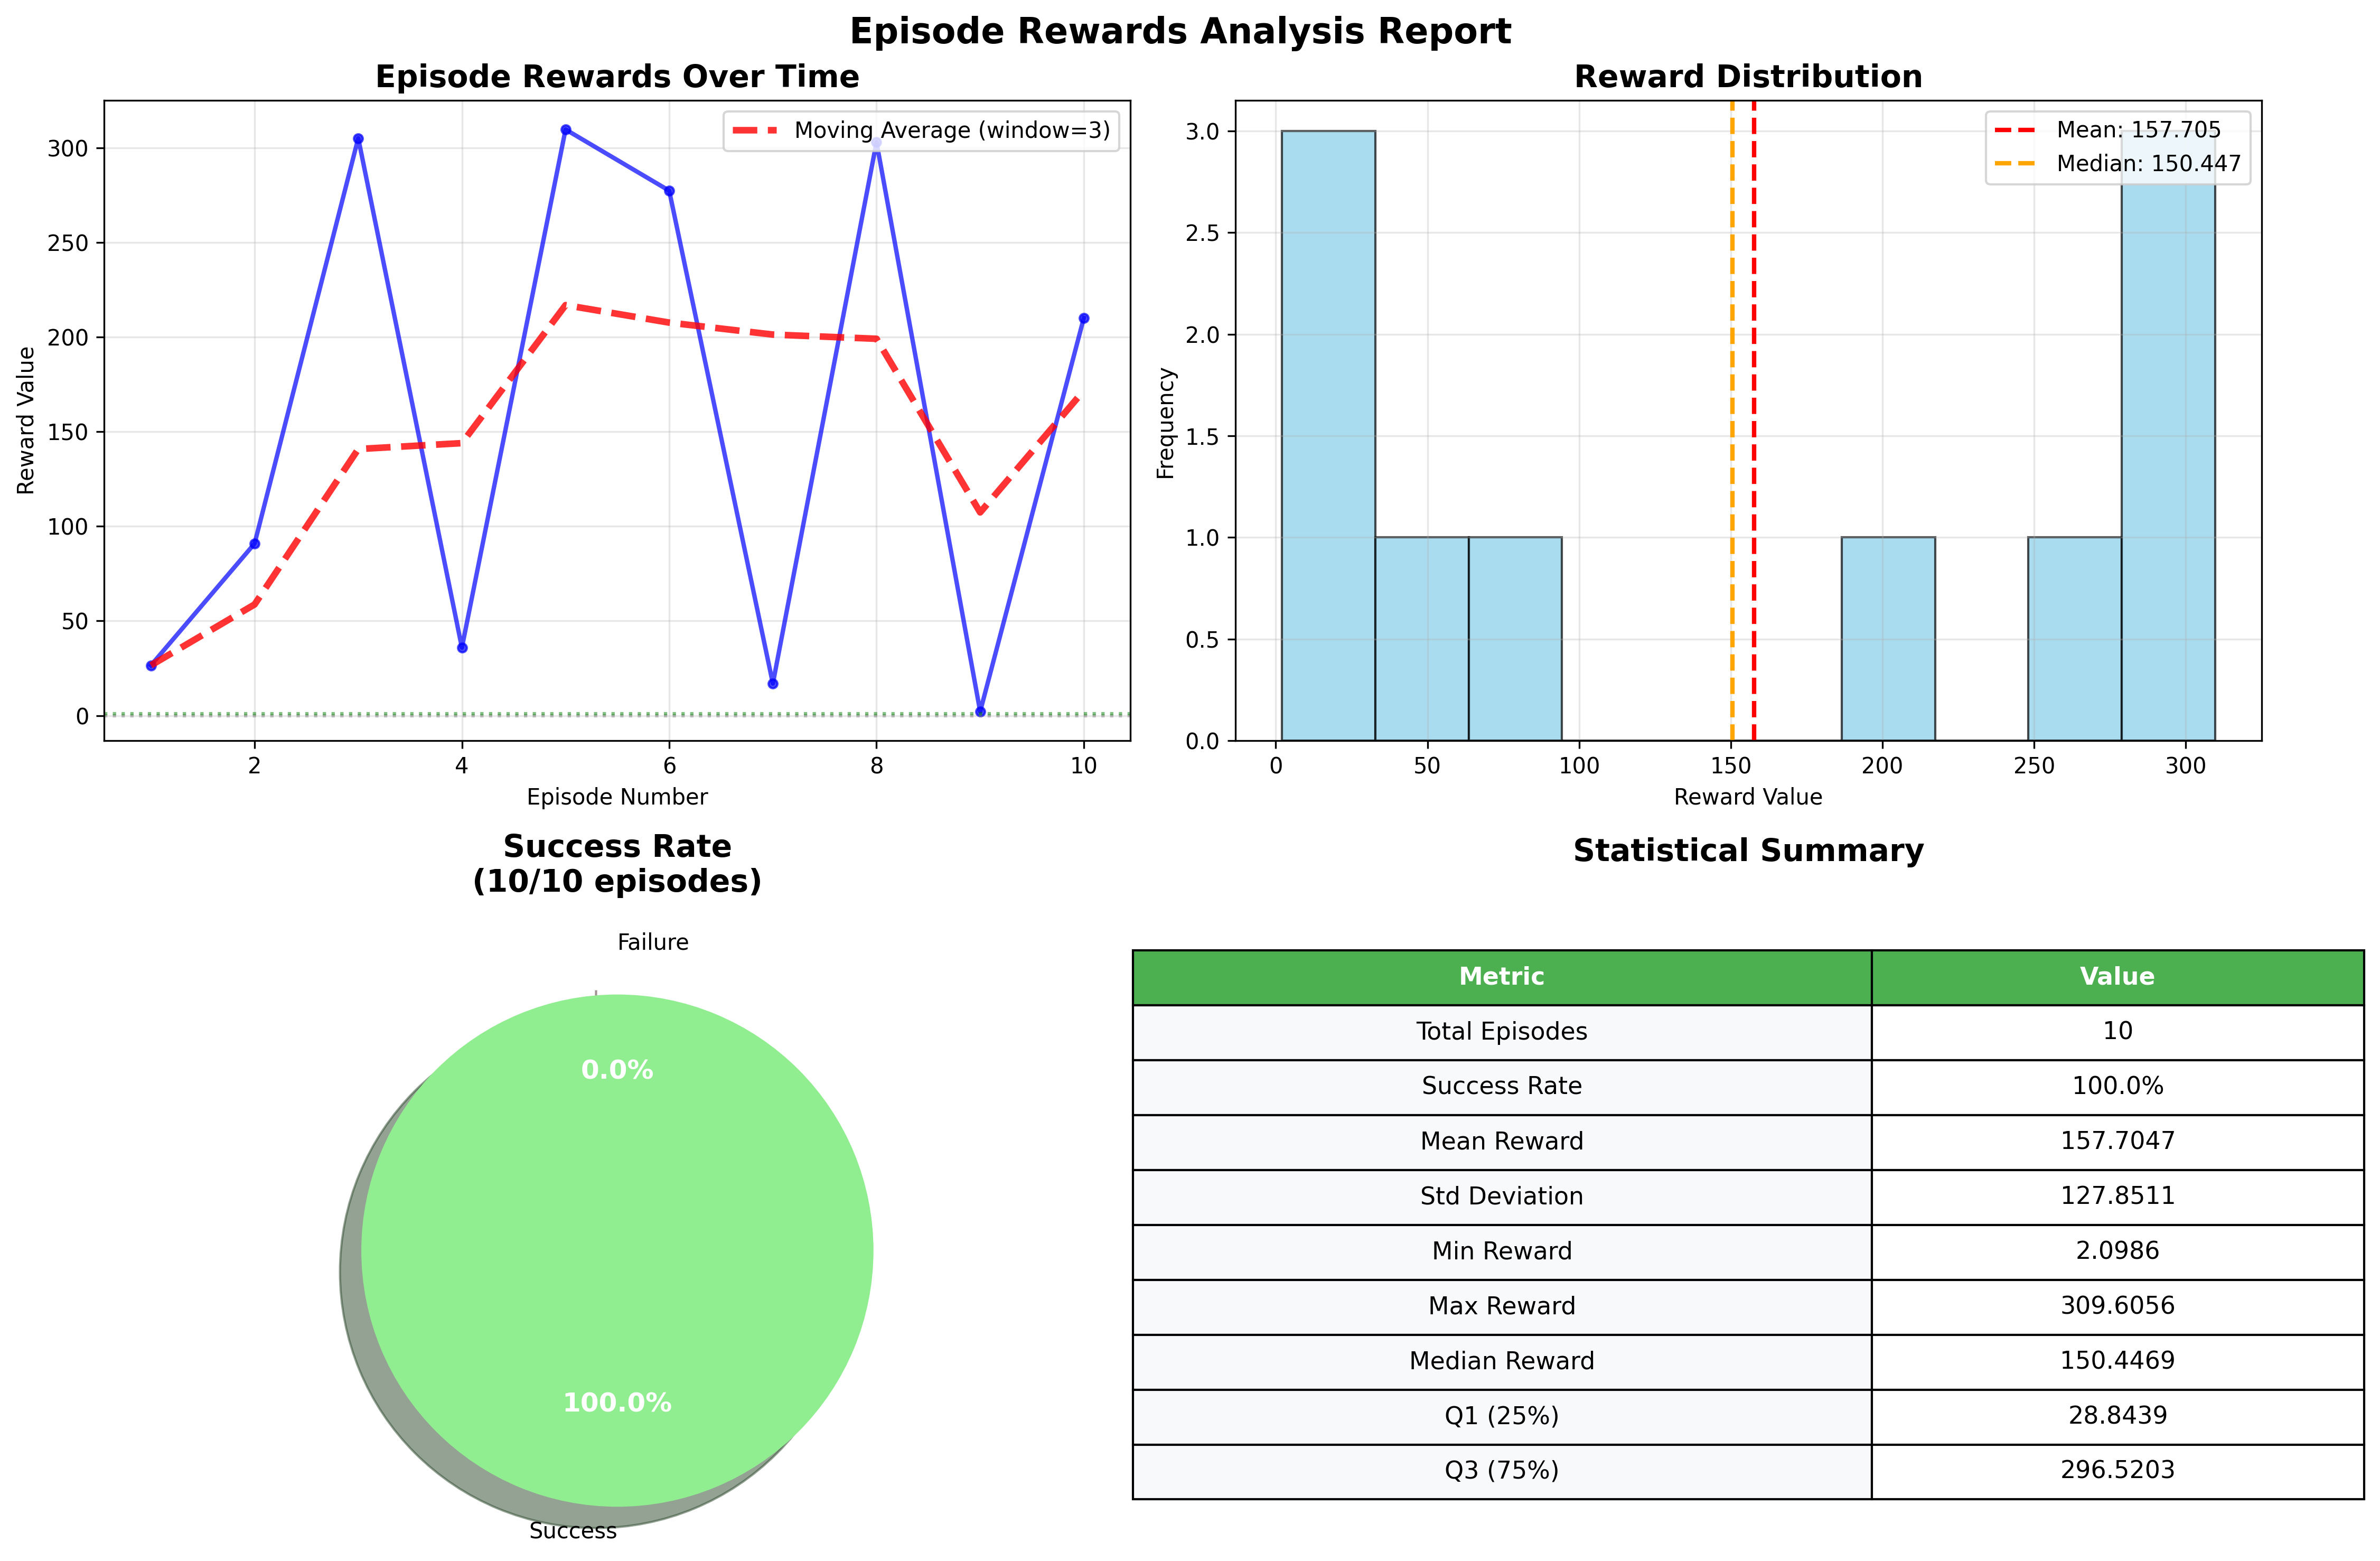 Episode Rewards Analysis Report
Episode Rewards Over Time
Moving Average (window=3)
300
250
200
150
100
50
0
Reward Value
2
4
6
8
10
Episode Number
Reward Distribution
Mean: 157.705
Median: 150.447
3.0
2.5
2.0
1.5
1.0
0.5
0.0
Frequency
0
50
100
150
200
250
300
Reward Value
Success Rate
(10/10 episodes)
Failure
0.0%
100.0%
Success
Statistical Summary
Metric Value
Total Episodes 10
Success Rate 100.0%
Mean Reward 157.7047
Std Deviation 127.8511
Min Reward 2.0986
Max Reward 309.6056
Median Reward 150.4469
Q1 (25%) 28.8439
Q3 (75%) 296.5203